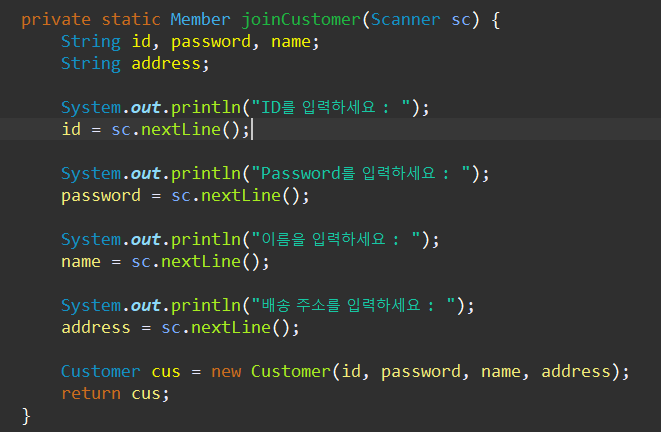 private static Member joinCustomer(Scanner sc) {
String id, password, name;
String address;
System.out.println("ID를 입력하세요 : ");
id = sc.nextLine();
System.out.println("Password를 입력하세요 : ");
password = sc.nextLine();
System.out.println("이름을 입력하세요 : ");
name = sc.nextLine();
System.out.println("배송 주소를 입력하세요 : ");
address = sc.nextLine();
Customer cus = new Customer(id, password, name, address);
return cus;
}